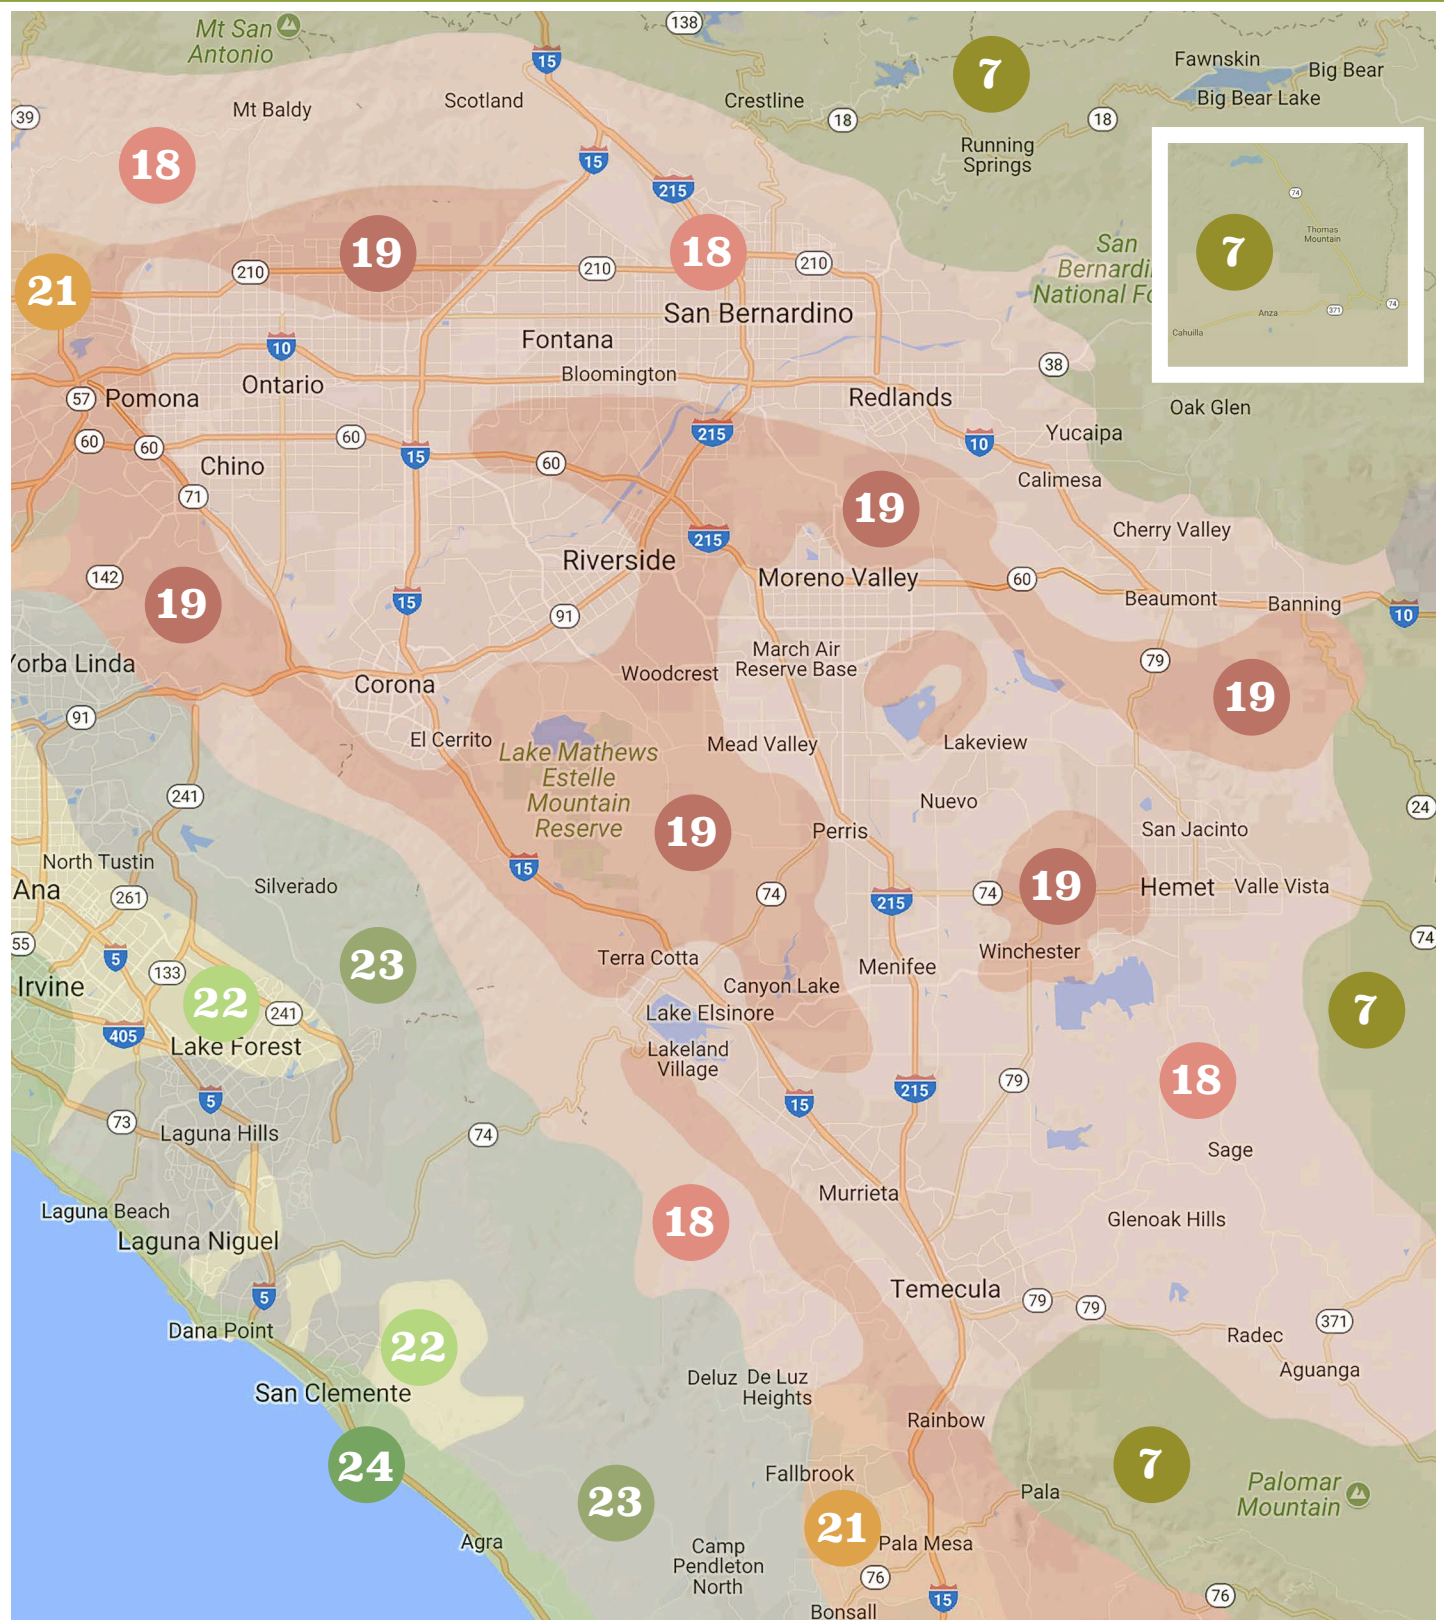 Mt San
Antonio
138
15
7
Fawnskin
Big Bear
Big Bear Lake
39
Mt Baldy
Scotland
Crestline
18
18
Running
Springs
18
15
215
74
Thomas
Mountain
7
74
371
Anza
Cahuilla
19
18
210
210
210
San
Bernardi
National Fo
21
San Bernardino
Fontana
10
Bloomington
38
Ontario
Redlands
57
Pomona
Oak Glen
60
60
60
15
215
10
Yucaipa
Chino
60
Calimesa
71
19
Cherry Valley
215
Riverside
142
Moreno Valley
60
19
15
91
Beaumont
Banning
10
Yorba Linda
March Air
Reserve Base
79
Woodcrest
Corona
19
91
El Cerrito
Lake Mathews
Estelle
Mountain
Reserve
Mead Valley
Lakeview
241
Nuevo
24
19
Perris
San Jacinto
North Tustin
15
Ana
261
Silverado
74
215
74
19
Hemet
Valle Vista
55
5
133
23
Terra Cotta
Winchester
74
Irvine
22
241
Canyon Lake
Menifee
405
Lake Forest
Lake Elsinore
7
Lakeland
Village
5
15
215
79
18
73
Laguna Hills
74
Sage
Laguna Beach
Murrieta
18
Glenoak Hills
Laguna Niguel
5
Temecula
79
79
Dana Point
22
371
Radec
Aguanga
San Clemente
Deluz
De Luz
Heights
Rainbow
24
Fallbrook
7
Palomar
Mountain
23
Pala
21
Pala Mesa
Agra
Camp
Pendleton
North
76
15
76
Bonsall